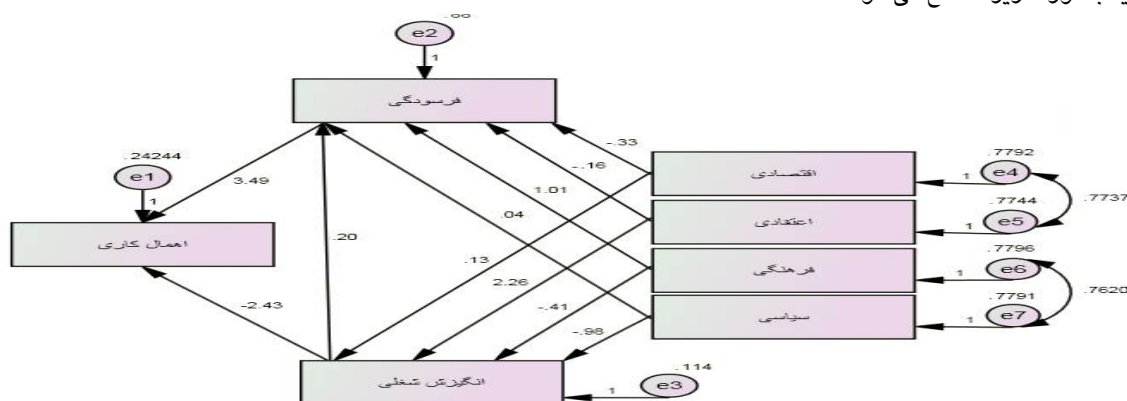 e2
1
فرسودگی
-.33
.7792
-.16
e4
اقتصادی
1
.24244
e1
.7737
3.49
1.01
.7744
1
e5
اعتقادی
1
.04
.7796
اهمال کاری
.20
e6
فرهنگی
1
.13
2.26
.7791
.7620
-2.43
-.41
e7
سیاسی
1
-.98
.114
انگیزش شغلی
1
e3